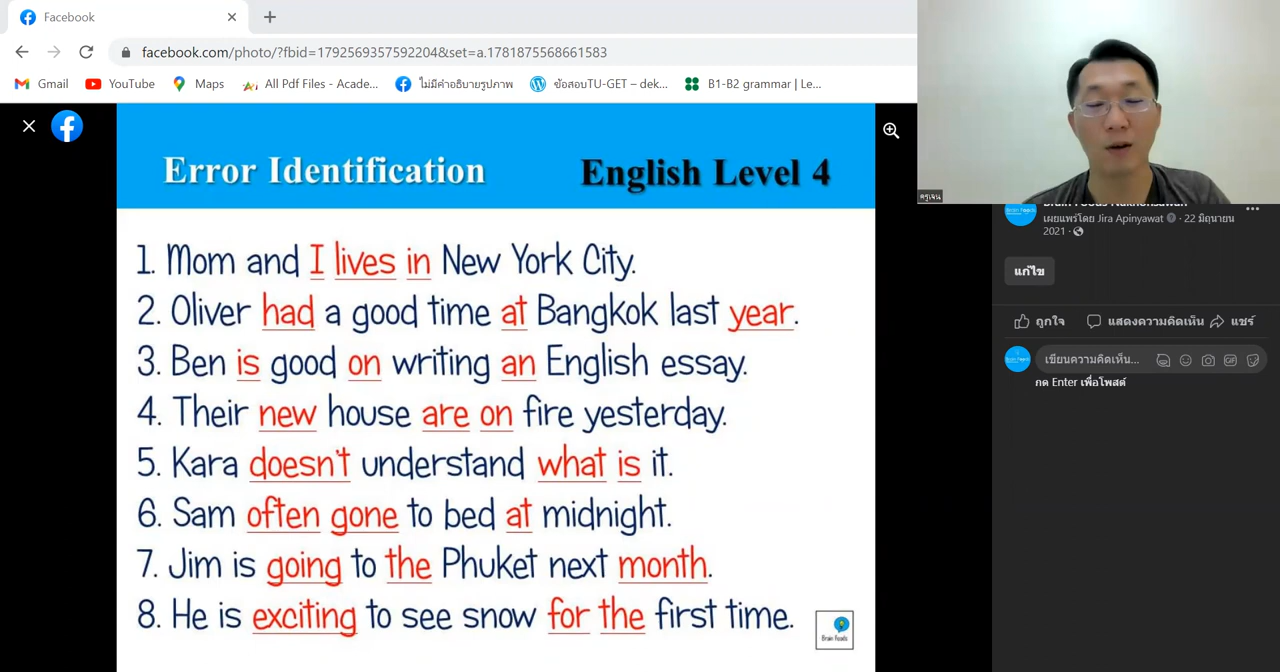 Facebook
facebook.com/photo/?fbid=1792569357592204&set=a.1781875568661583
Gmail
YouTube
Maps
All Pdf Files - Acade...
ไม่มีคำอธิบายรูปภาพ
ข้อสอบTU-GET – dek...
B1-B2 grammar | Le...
Error Identification
English Level 4
1. Mom and I lives in New York City.
2. Oliver had a good time at Bangkok last year.
3. Ben is good on writing an English essay.
4. Their new house are on fire yesterday.
5. Kara doesn't understand what is it.
6. Sam often gone to bed at midnight.
7. Jim is going to the Phuket next month.
8. He is exciting to see snow for the first time.
Brain Foods
ครูเจน
Brain Foods Nakhonsawan
เผยแพร่โดย Jira Apinyawat · 22 มิถุนายน
2021 ·
แก้ไข
ถูกใจ
แสดงความคิดเห็น
แชร์
เขียนความคิดเห็น...
กด Enter เพื่อโพสต์